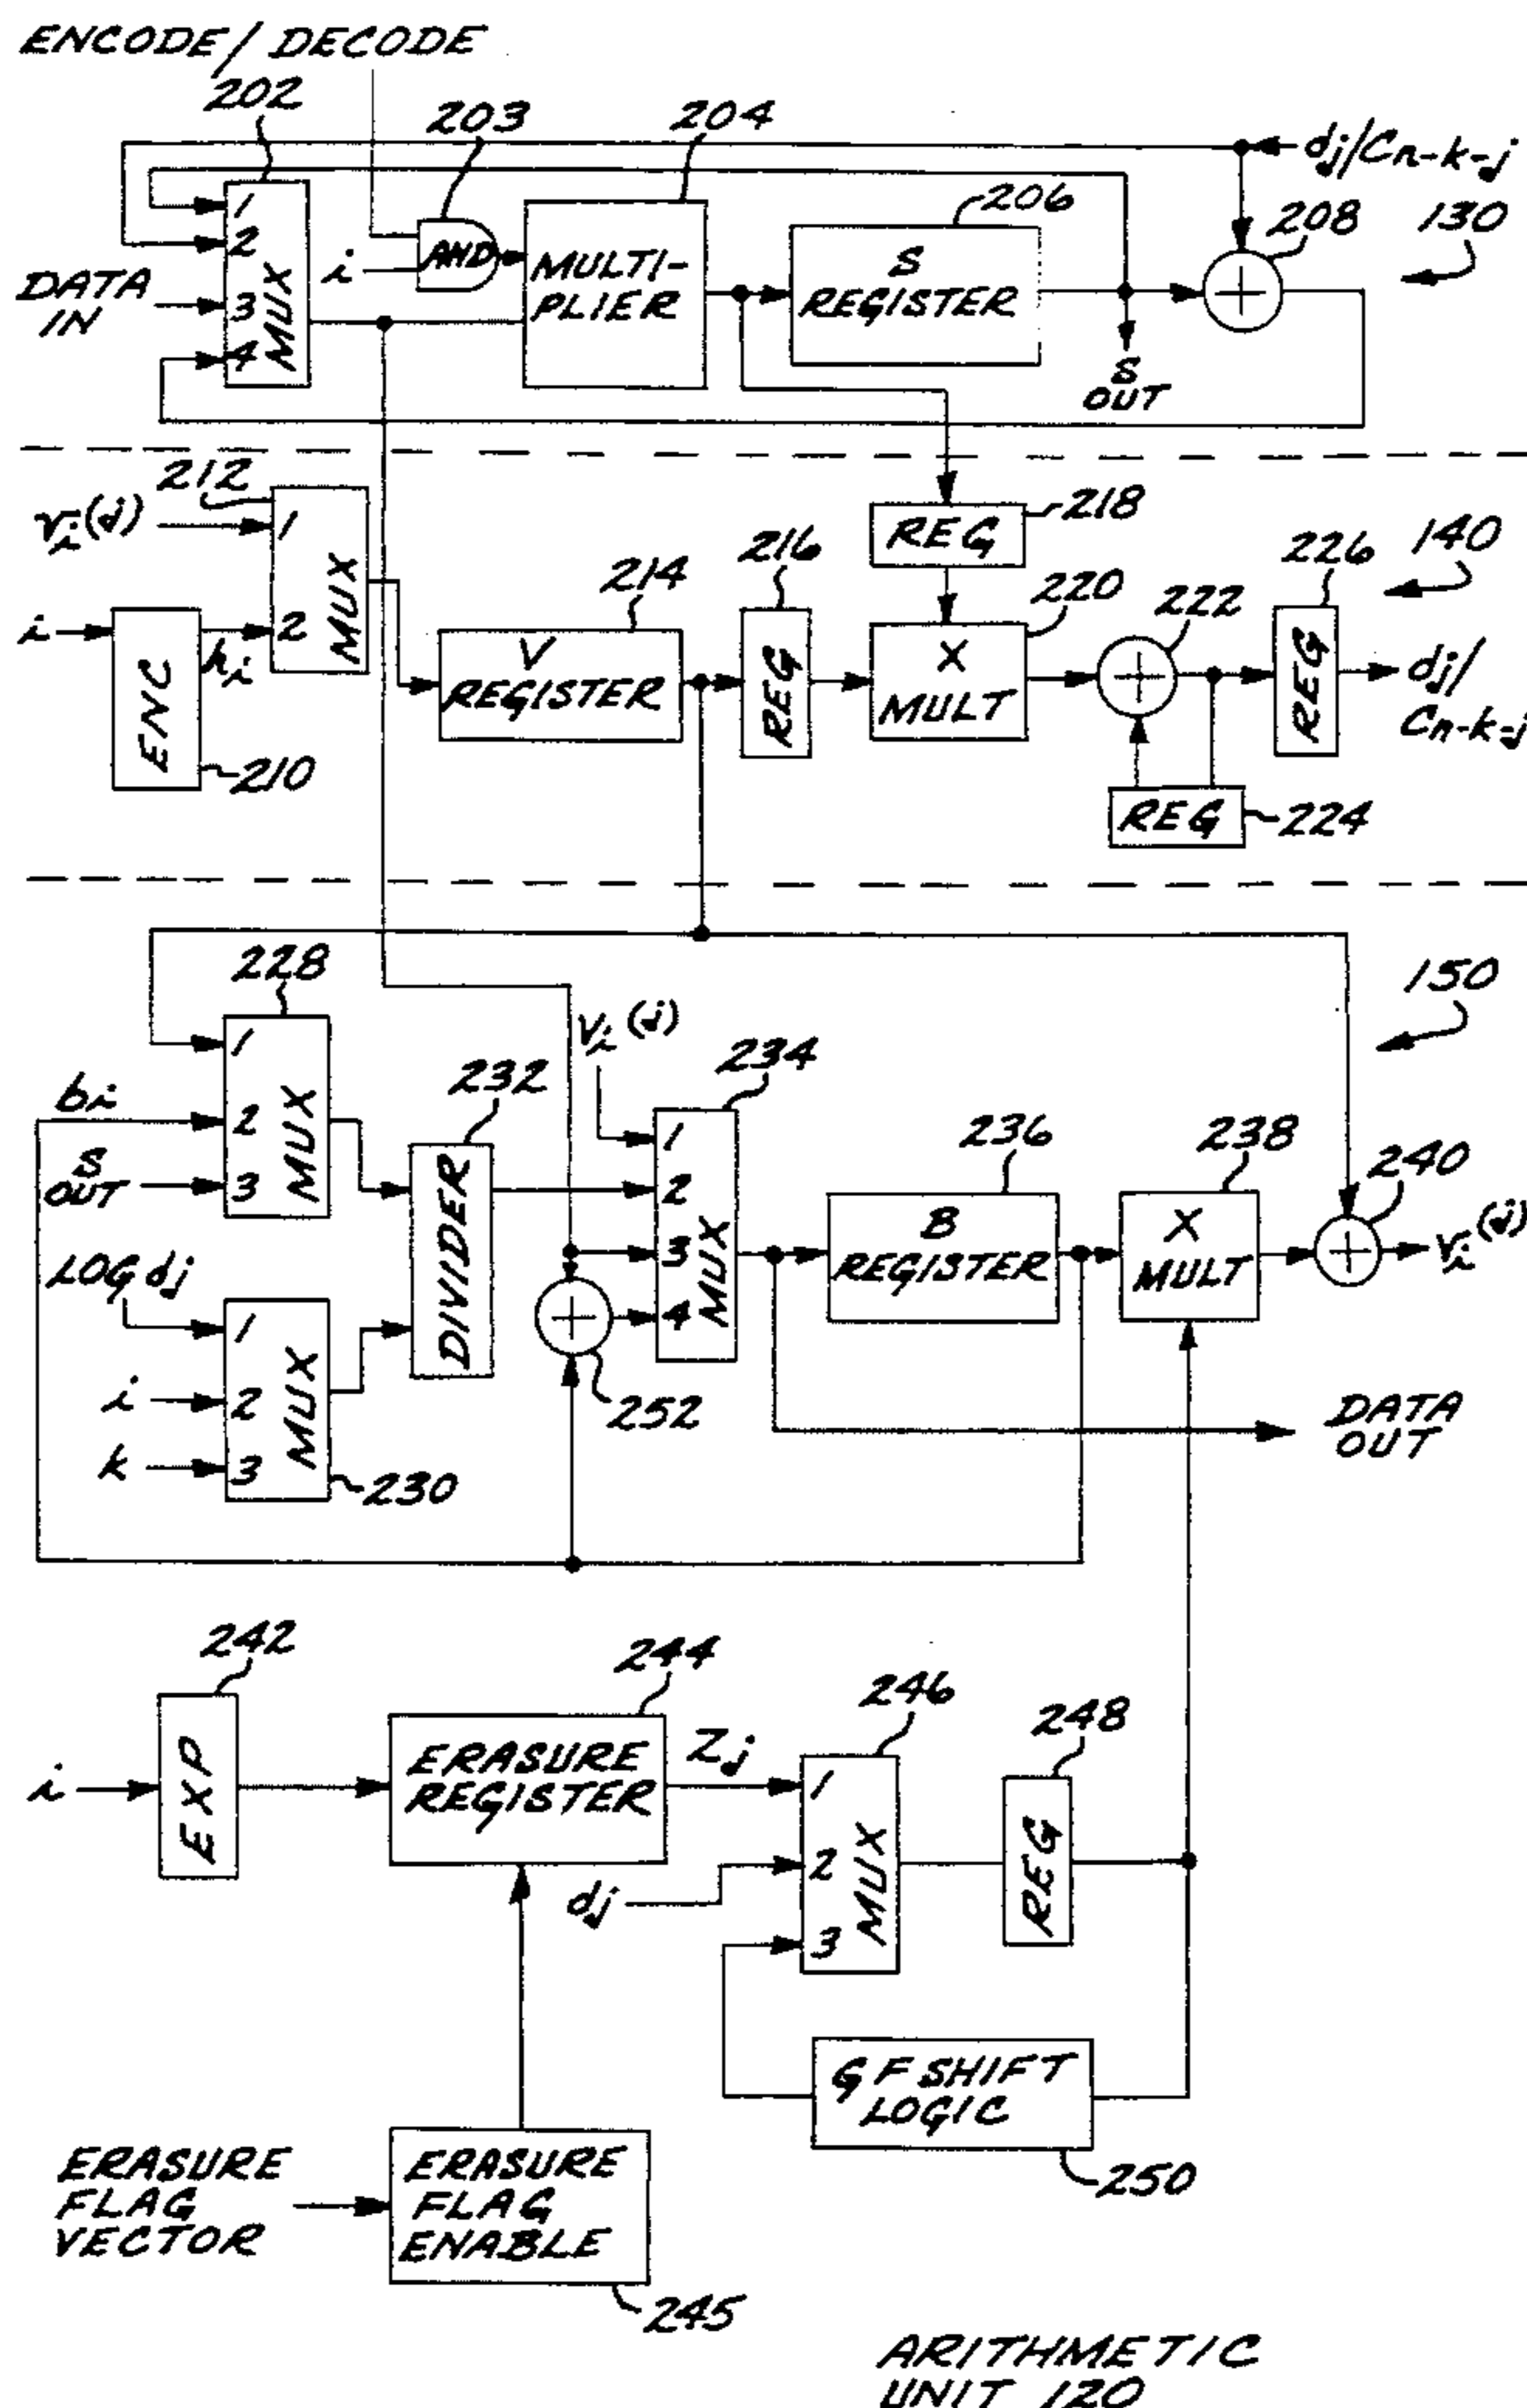 ENCODE/DECODE
202
203
204
dj/Cn-k-j
206
208
130
1
2
3
4
MUX
DATA
IN
i
AND
MULTI-
PLIER
S
REGISTER
+
S
OUT
212
vi(j)
1
2
MUX
i
ENC
hi
210
214
V
REGISTER
216
REG
REG
218
220
X
MULT
222
+
226
REG
140
dj/
Cn-k-j
REG
224
228
150
1
2
3
MUX
bi
S
OUT
232
DIVIDER
Vi(j)
234
1
2
3
4
MUX
236
B
REGISTER
238
X
MULT
240
+
vi(j)
LOG dj
1
i
2
k
3
MUX
230
+
252
DATA
OUT
242
i
EXP
244
ERASURE
REGISTER
Zj
246
1
2
3
MUX
dj
248
REG
GF SHIFT
LOGIC
250
ERASURE
FLAG
VECTOR
ERASURE
FLAG
ENABLE
245
ARITHMETIC
UNIT 120